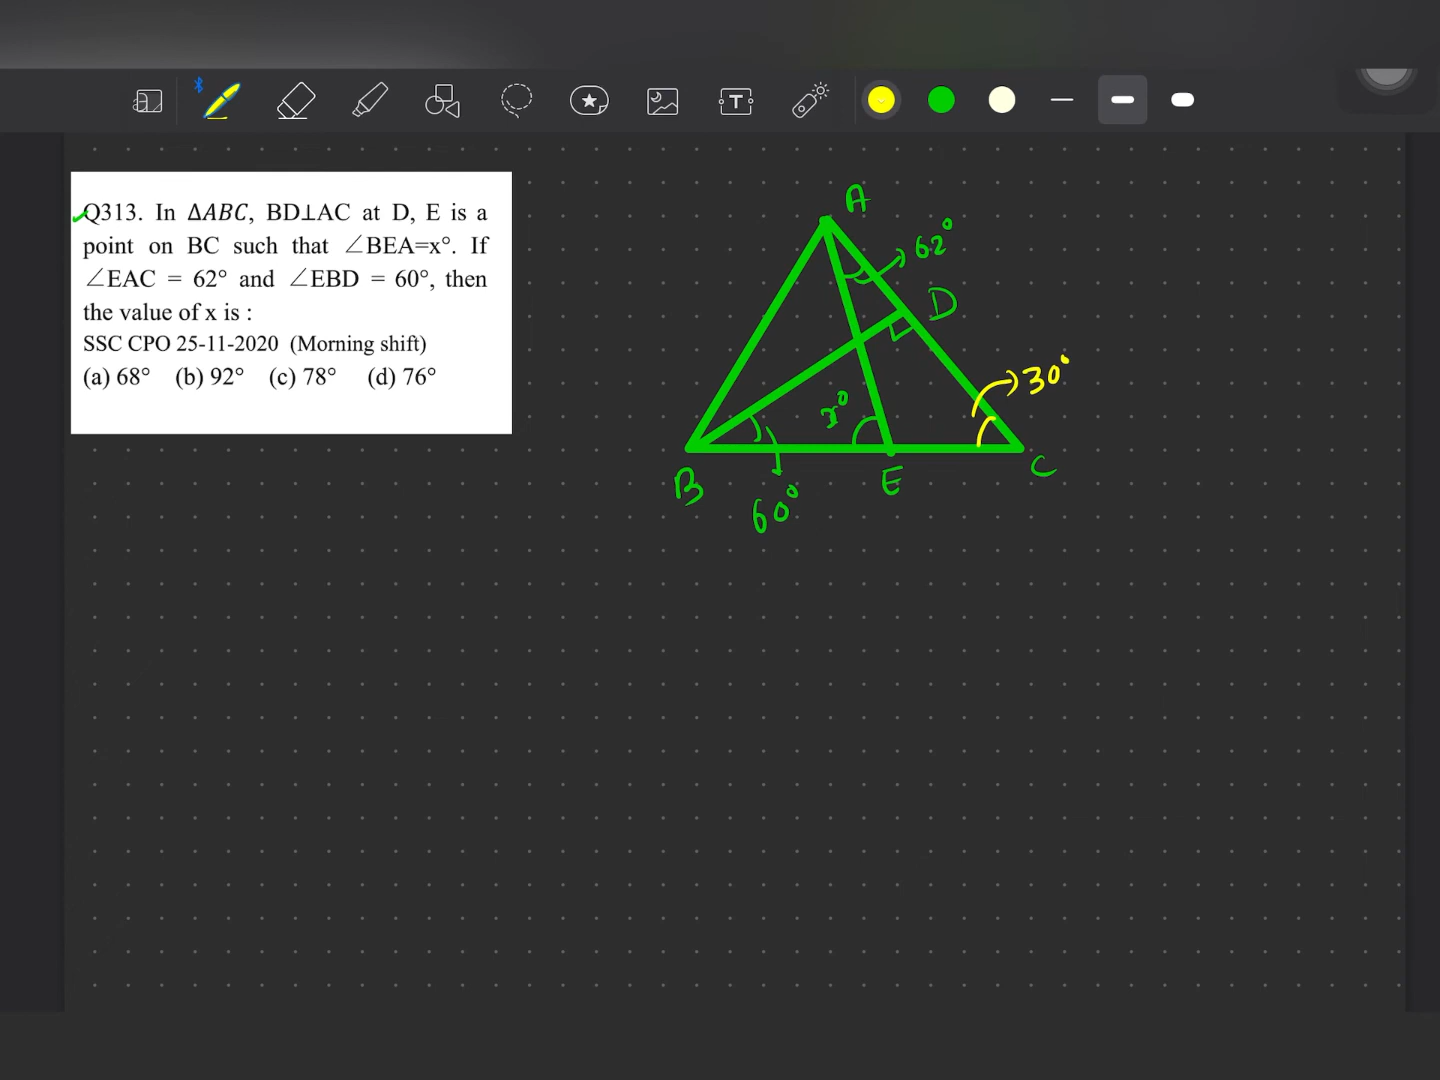 Q313. In ΔABC, BD⊥AC at D, E is a
point on BC such that ∠BEA=x°. If
∠EAC = 62° and ∠EBD = 60°, then
the value of x is :
SSC CPO 25-11-2020 (Morning shift)
(a) 68° (b) 92° (c) 78° (d) 76°
A
62°
D
30°
x°
B
E
C
60°